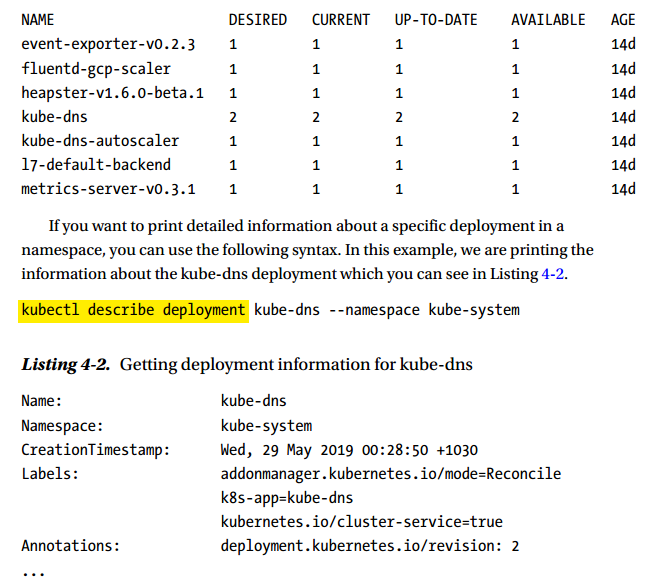 NAME DESIRED CURRENT UP-TO-DATE AVAILABLE AGE
event-exporter-v0.2.3 1 1 1 1 14d
fluentd-gcp-scaler 1 1 1 1 14d
heapster-v1.6.0-beta.1 1 1 1 1 14d
kube-dns 2 2 2 2 14d
kube-dns-autoscaler 1 1 1 1 14d
l7-default-backend 1 1 1 1 14d
metrics-server-v0.3.1 1 1 1 1 14d
If you want to print detailed information about a specific deployment in a
namespace, you can use the following syntax. In this example, we are printing the
information about the kube-dns deployment which you can see in Listing 4-2.
kubectl describe deployment kube-dns --namespace kube-system
Listing 4-2. Getting deployment information for kube-dns
Name: kube-dns
Namespace: kube-system
CreationTimestamp: Wed, 29 May 2019 00:28:50 +1030
Labels: addonmanager.kubernetes.io/mode=Reconcile
k8s-app=kube-dns
kubernetes.io/cluster-service=true
Annotations: deployment.kubernetes.io/revision: 2
...